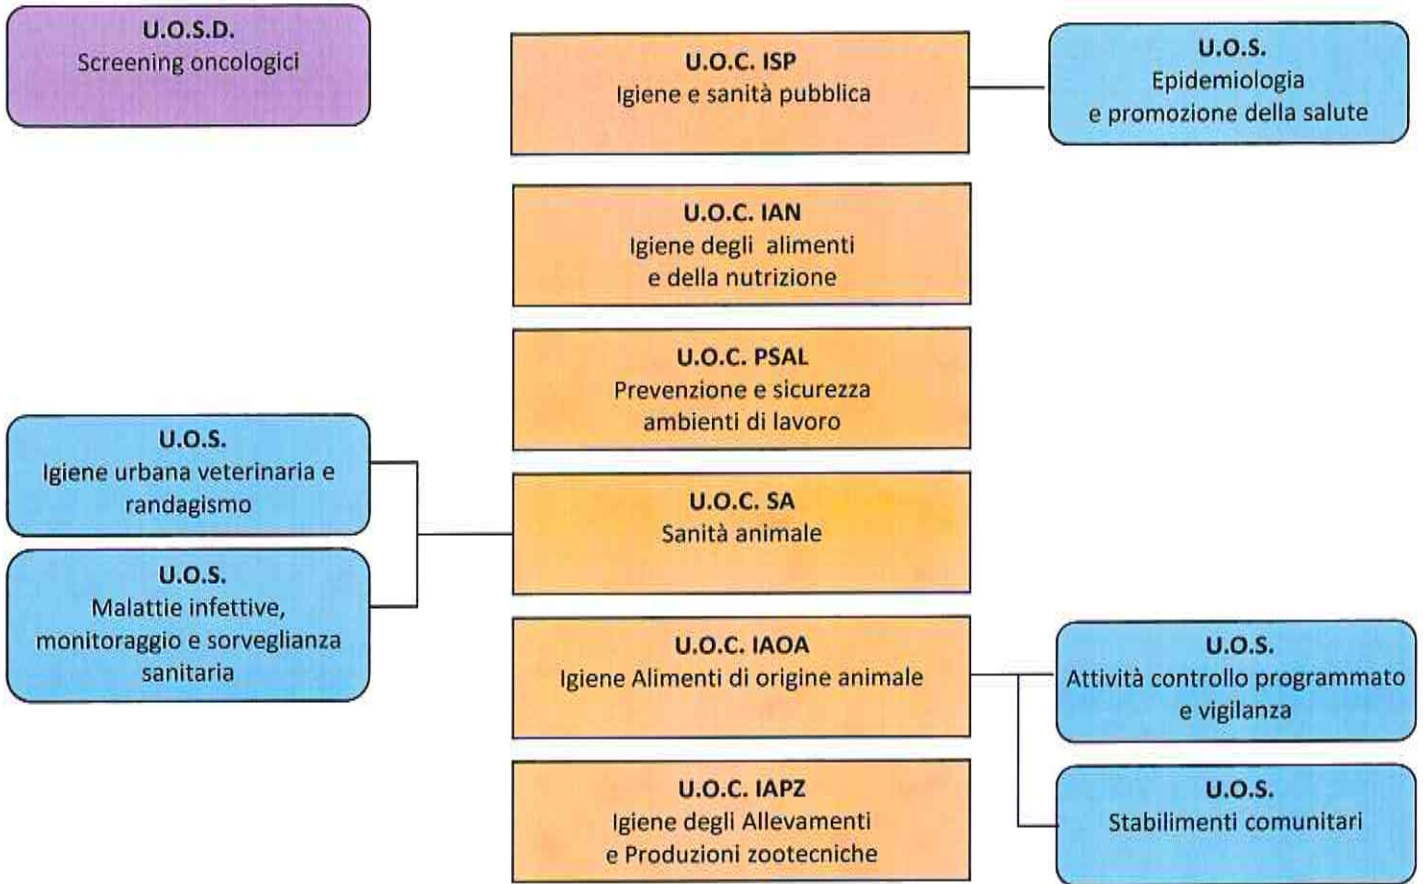 U.O.S.D.
Screening oncologici
U.O.C. ISP
Igiene e sanità pubblica
U.O.S.
Epidemiologia
e promozione della salute
U.O.C. IAN
Igiene degli alimenti
e della nutrizione
U.O.C. PSAL
Prevenzione e sicurezza
ambienti di lavoro
U.O.S.
Igiene urbana veterinaria e
randagismo
U.O.C. SA
Sanità animale
U.O.S.
Malattie infettive,
monitoraggio e sorveglianza
sanitaria
U.O.C. IAOA
Igiene Alimenti di origine animale
U.O.S.
Attività controllo programmato
e vigilanza
U.O.C. IAPZ
Igiene degli Allevamenti
e Produzioni zootecniche
U.O.S.
Stabilimenti comunitari